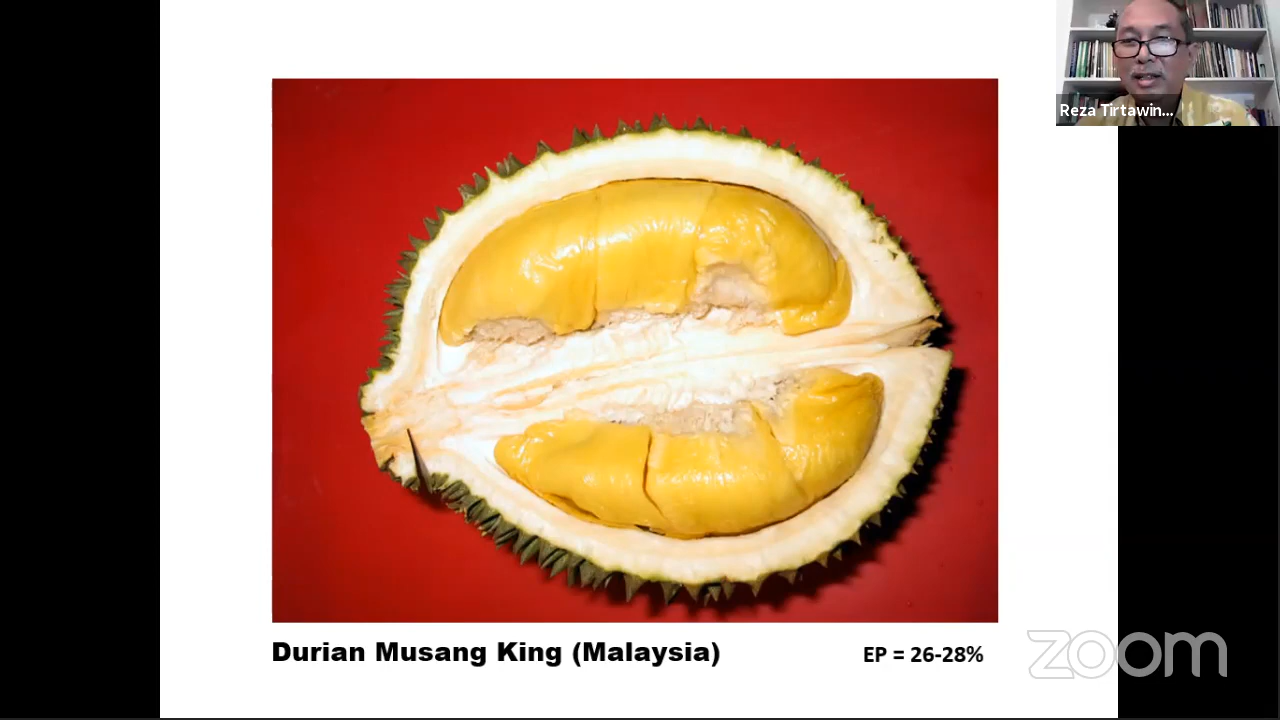 Reza Tirtawin...
Durian Musang King (Malaysia)
EP = 26-28%
zoom